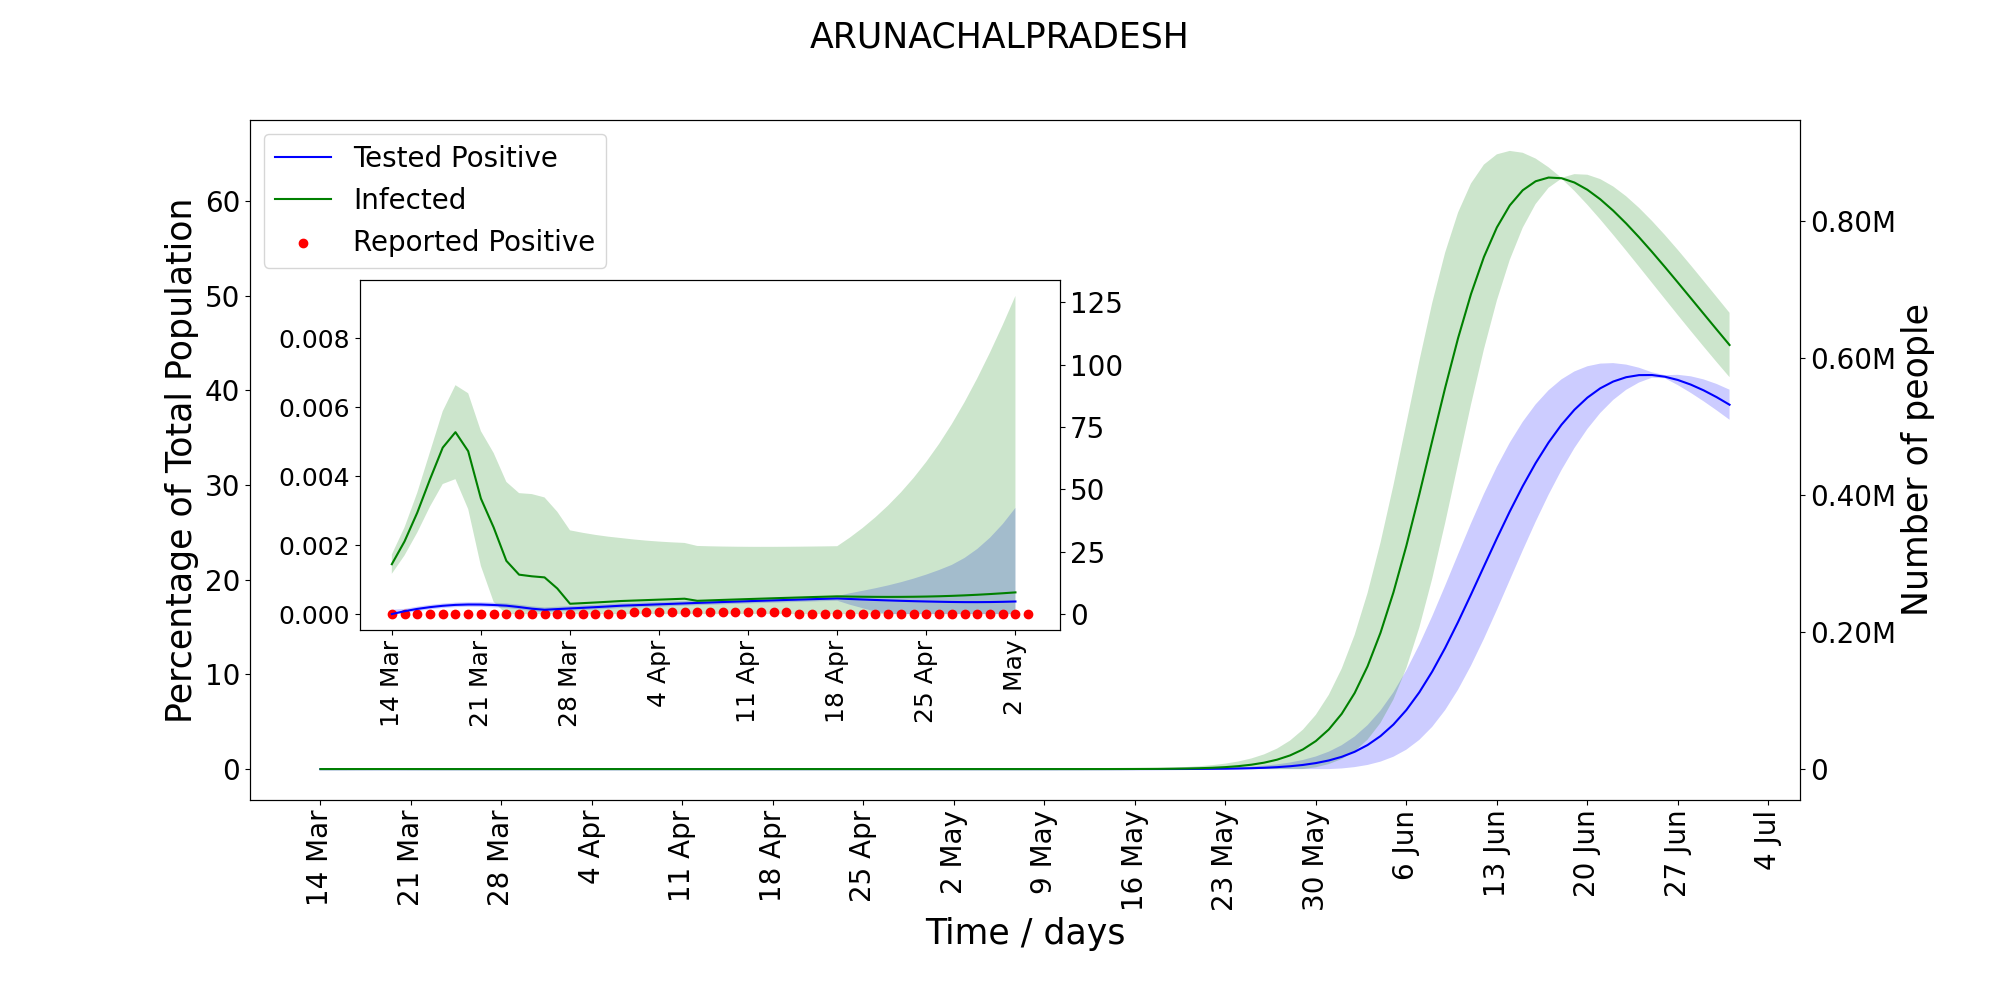 ARUNACHALPRADESH
Tested Positive
Infected
Reported Positive
Percentage of Total Population
60
50
40
30
20
10
0
0.80M
0.60M
0.40M
0.20M
0
Number of people
0.008
0.006
0.004
0.002
0.000
125
100
75
50
25
0
14 Mar
21 Mar
28 Mar
4 Apr
11 Apr
18 Apr
25 Apr
2 May
14 Mar
21 Mar
28 Mar
4 Apr
11 Apr
18 Apr
25 Apr
2 May
9 May
16 May
23 May
30 May
6 Jun
13 Jun
20 Jun
27 Jun
4 Jul
Time / days